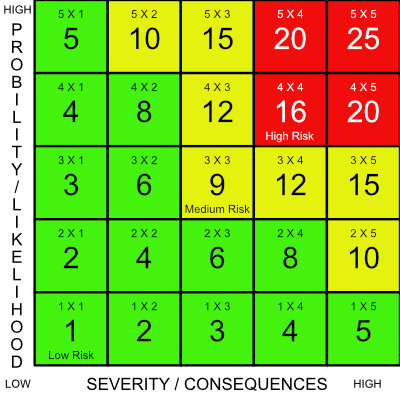 HIGH
PROBABILITY/LIKELIHOOD
5 X 1
5
5 X 2
10
5 X 3
15
5 X 4
20
5 X 5
25
4 X 1
4
4 X 2
8
4 X 3
12
4 X 4
16
High Risk
4 X 5
20
3 X 1
3
3 X 2
6
3 X 3
9
Medium Risk
3 X 4
12
3 X 5
15
2 X 1
2
2 X 2
4
2 X 3
6
2 X 4
8
2 X 5
10
1 X 1
1
Low Risk
1 X 2
2
1 X 3
3
1 X 4
4
1 X 5
5
LOW
SEVERITY / CONSEQUENCES
HIGH